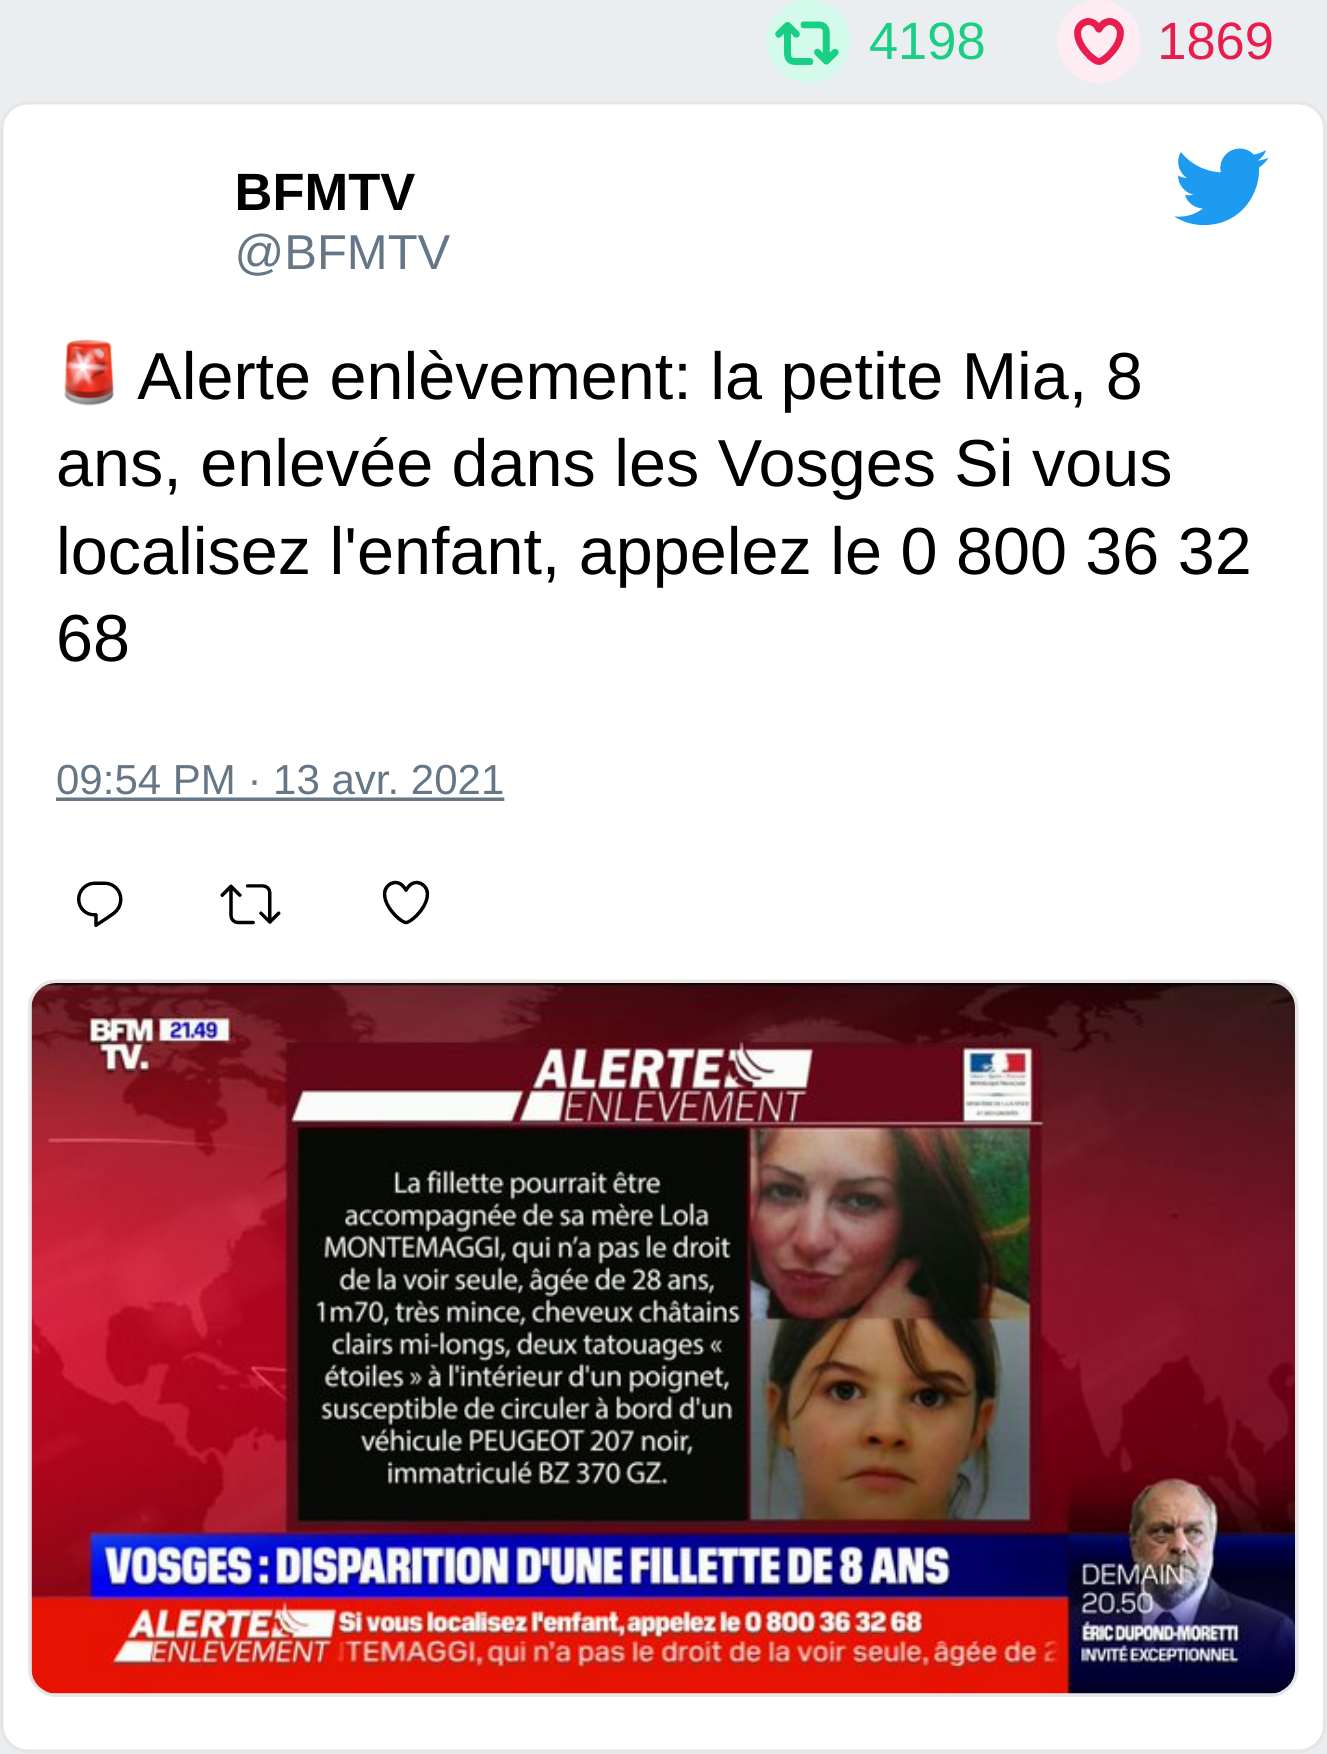 4198 1869
BFMTV
@BFMTV
🚨 Alerte enlèvement: la petite Mia, 8
ans, enlevée dans les Vosges Si vous
localisez l'enfant, appelez le 0 800 36 32
68
09:54 PM · 13 avr. 2021
BFM 21.49
TV.
ALERTE
ENLEVEMENT
La fillette pourrait être
accompagnée de sa mère Lola
MONTEMAGGI, qui n'a pas le droit
de la voir seule, âgée de 28 ans,
1m70, très mince, cheveux châtains
clairs mi-longs, deux tatouages «
étoiles » à l'intérieur d'un poignet,
susceptible de circuler à bord d'un
véhicule PEUGEOT 207 noir,
immatriculé BZ 370 GZ.
VOSGES : DISPARITION D'UNE FILLETTE DE 8 ANS
ALERTE
ENLEVEMENT
Si vous localisez l'enfant, appelez le 0 800 36 32 68
TEMAGGI, qui n'a pas le droit de la voir seule, âgée de 2
DEMAIN
20.50
ÉRIC DUPOND-MORETTI
INVITÉ EXCEPTIONNEL